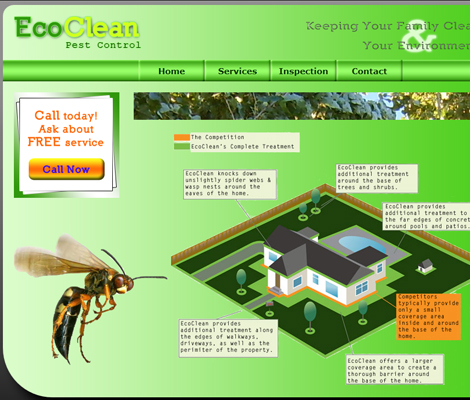 EcoClean
Pest Control
Keeping Your Family Clea
&
Your Environmen
Home
Services
Inspection
Contact
Call today!
Ask about
FREE service
Call Now
The Competition
EcoClean's Complete Treatment
EcoClean knocks down
unslightly spider webs &
wasp nests around the
eaves of the home.
EcoClean provides
additional treatment
around the base of
trees and shrubs.
EcoClean provides
additional treatment to
the far edges of concret
around pools and patios.
Competitors
typically provide
only a small
coverage area
inside and around
the base of the
home.
EcoClean provides
additional treatment along
the edges of walkways,
driveways, as well as the
perimiter of the property.
EcoClean offers a larger
coverage area to create a
thorough barrier around
the base of the home.